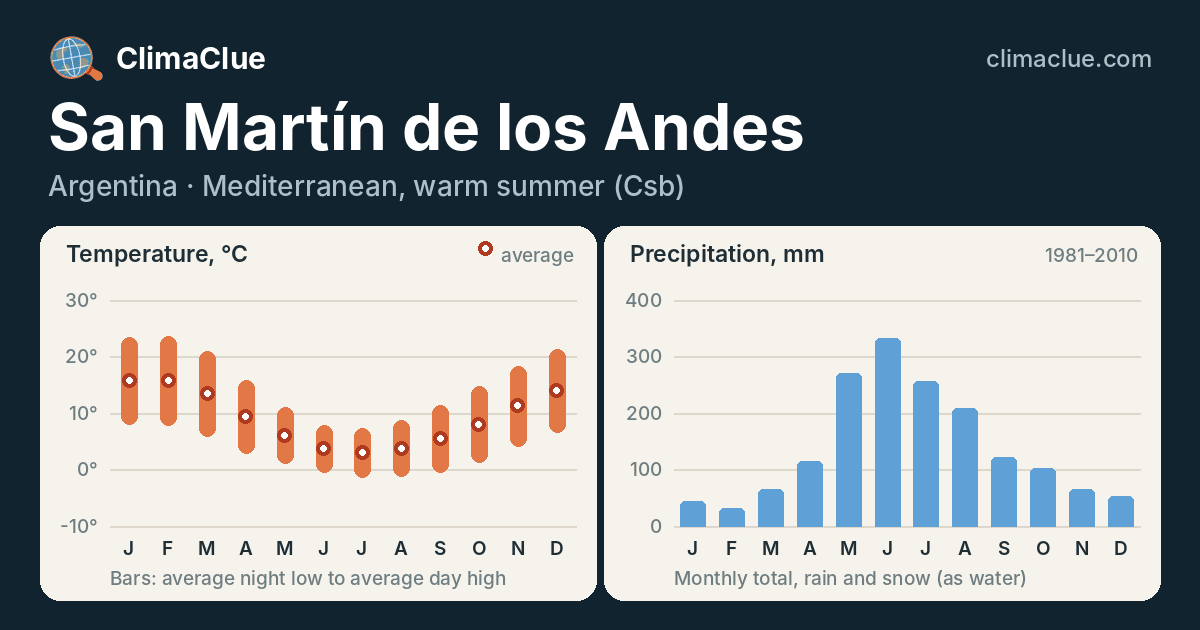 ClimaClue
climaclue.com
San Martín de los Andes
Argentina · Mediterranean, warm summer (Csb)
Temperature, °C
average
30°
20°
10°
0°
-10°
J F M A M J J A S O N D
Bars: average night low to average day high
Precipitation, mm
1981–2010
400
300
200
100
0
J F M A M J J A S O N D
Monthly total, rain and snow (as water)